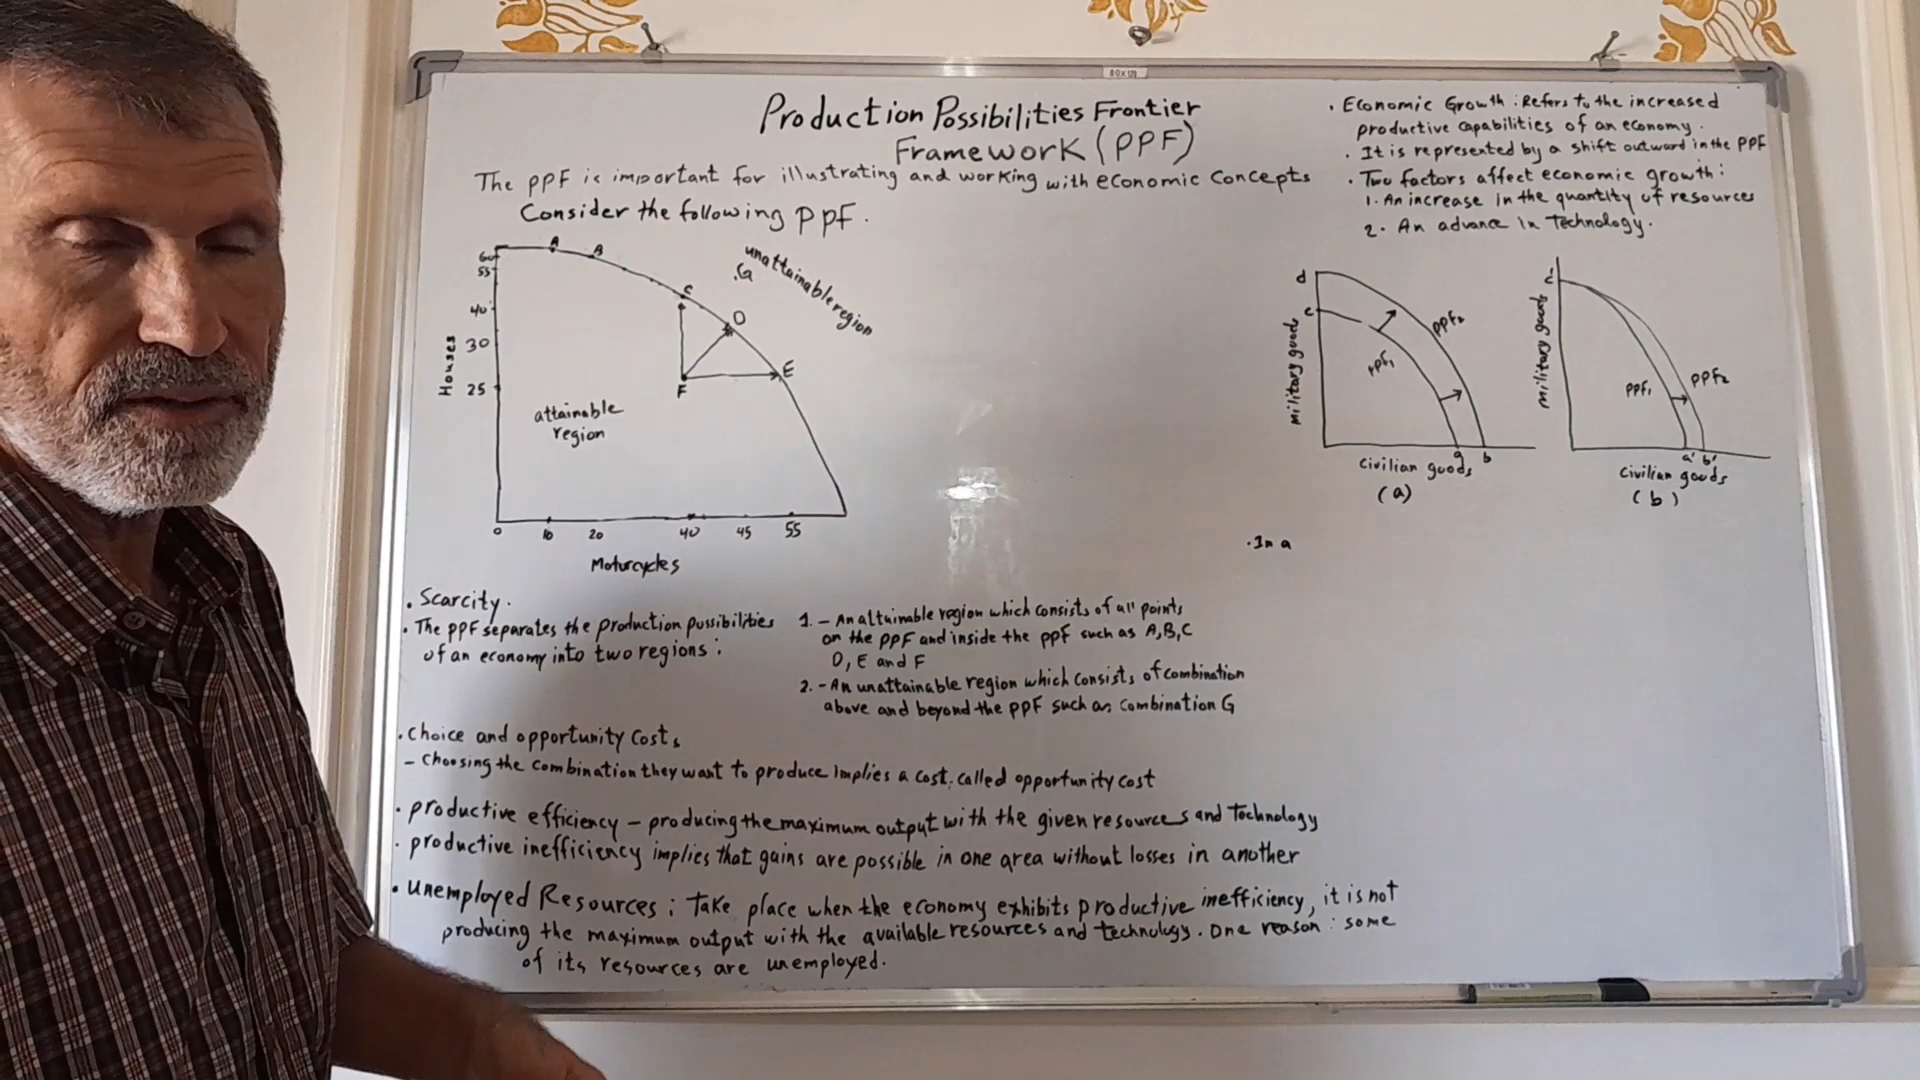 80x120
Production Possibilities Frontier
Framework (PPF)
The PPF is important for illustrating and working with economic concepts
Consider the following PPF.
60
55
40
30
25
Houses
A
B
C
D
E
F
.G
unattainable region
attainable
region
0
10
20
40
45
55
Motorcycles
. Scarcity.
. The PPF separates the production possibilities
of an economy into two regions :
1. - An attainable region which consists of all points
on the PPF and inside the PPF such as A, B, C
D, E and F
2. - An unattainable region which consists of combination
above and beyond the PPF such as combination G
. Choice and opportunity Costs
- Choosing the combination they want to produce implies a cost, called opportunity cost
. productive efficiency - producing the maximum output with the given resources and Technology
. productive inefficiency implies that gains are possible in one area without losses in another
. unemployed Resources : Take place when the economy exhibits productive inefficiency, it is not
producing the maximum output with the available resources and technology. One reason : some
of its resources are unemployed.
. Economic Growth : Refers to the increased
productive capabilities of an economy.
. It is represented by a shift outward in the PPF
. Two factors affect economic growth :
1. An increase in the quantity of resources
2. An advance in Technology.
d
c
Military goods
PPF1
PPF2
a
b
Civilian goods
(a)
c'
Military goods
PPF1
PPF2
a'
b'
Civilian goods
(b)
. In a